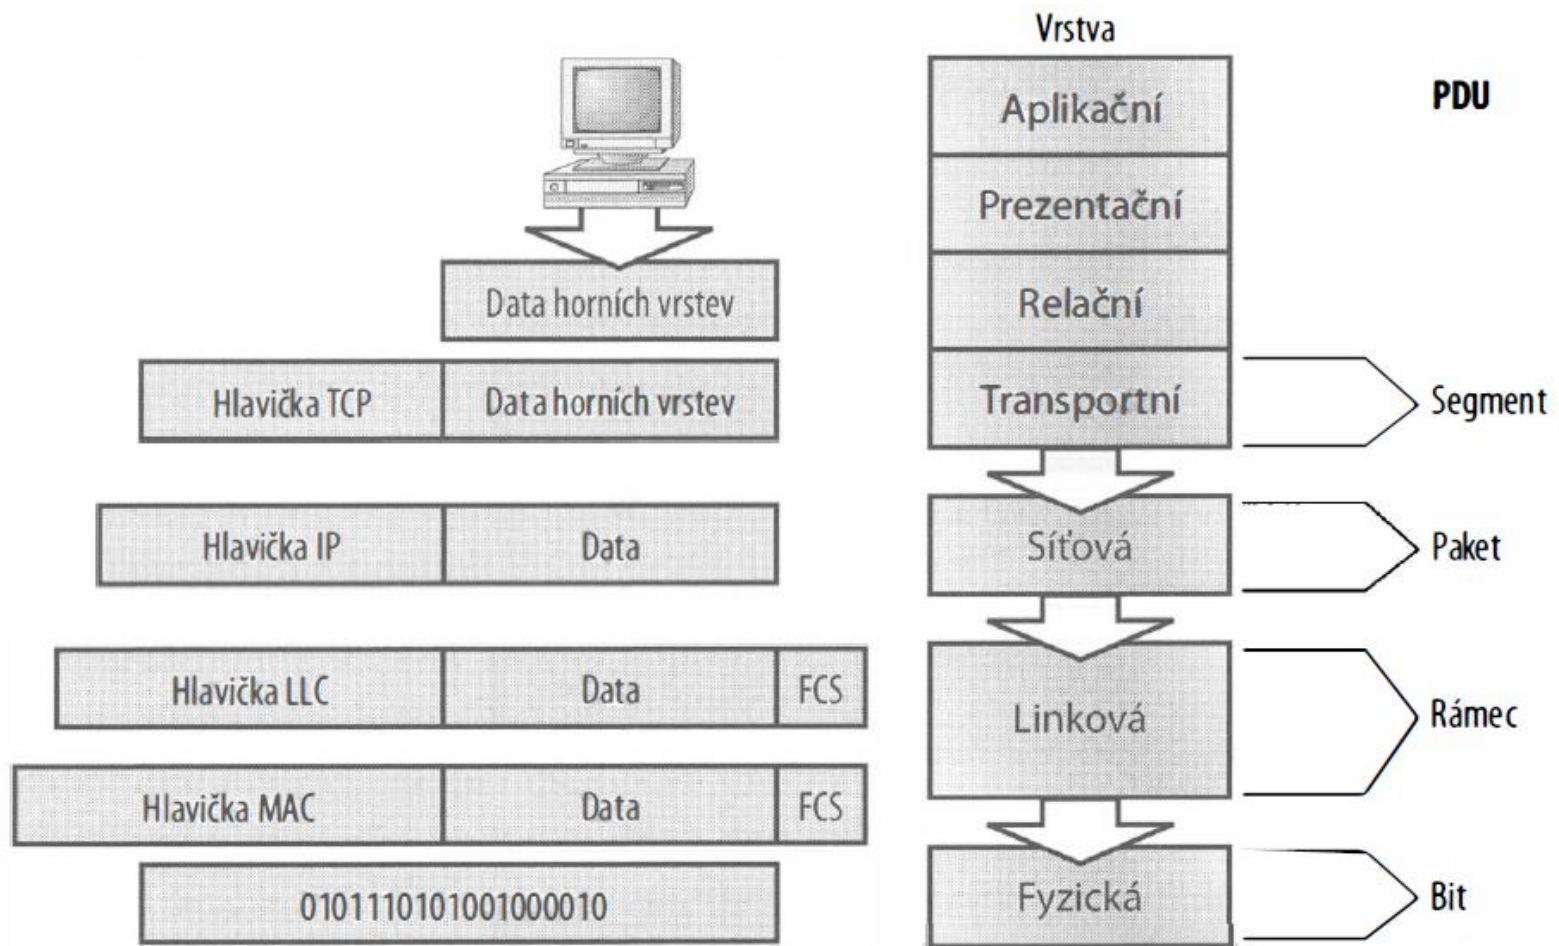 Vrstva
Aplikační
PDU
Prezentační
Data horních vrstev
Relační
Hlavička TCP
Data horních vrstev
Transportní
Segment
Hlavička IP
Data
Síťová
Paket
Hlavička LLC
Data
FCS
Linková
Rámec
Hlavička MAC
Data
FCS
0101110101001000010
Fyzická
Bit